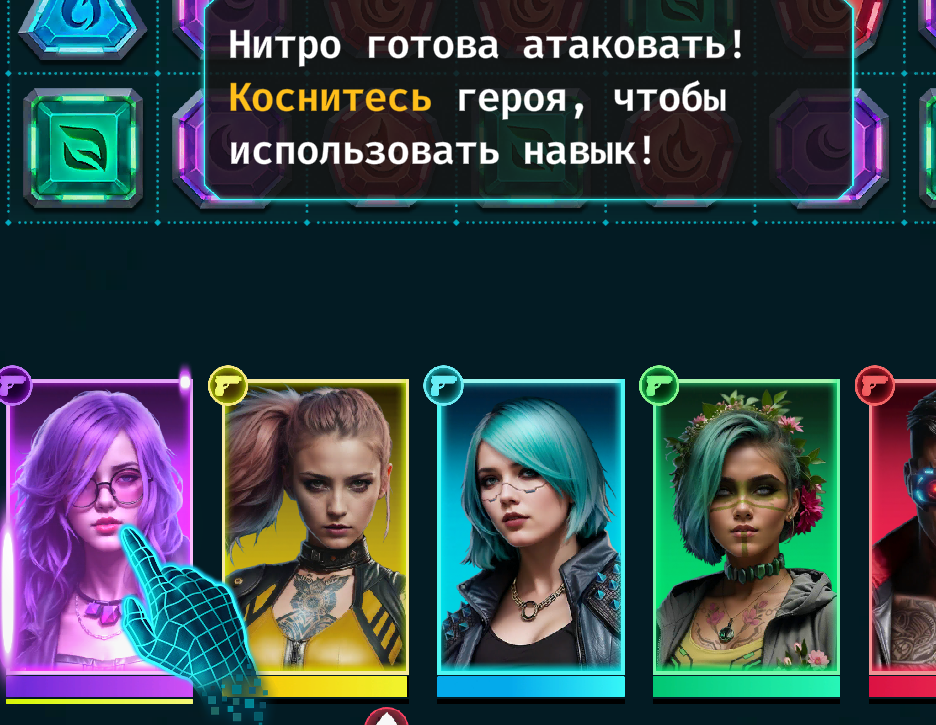 Нитро готова атаковать!
Коснитесь героя, чтобы
использовать навык!